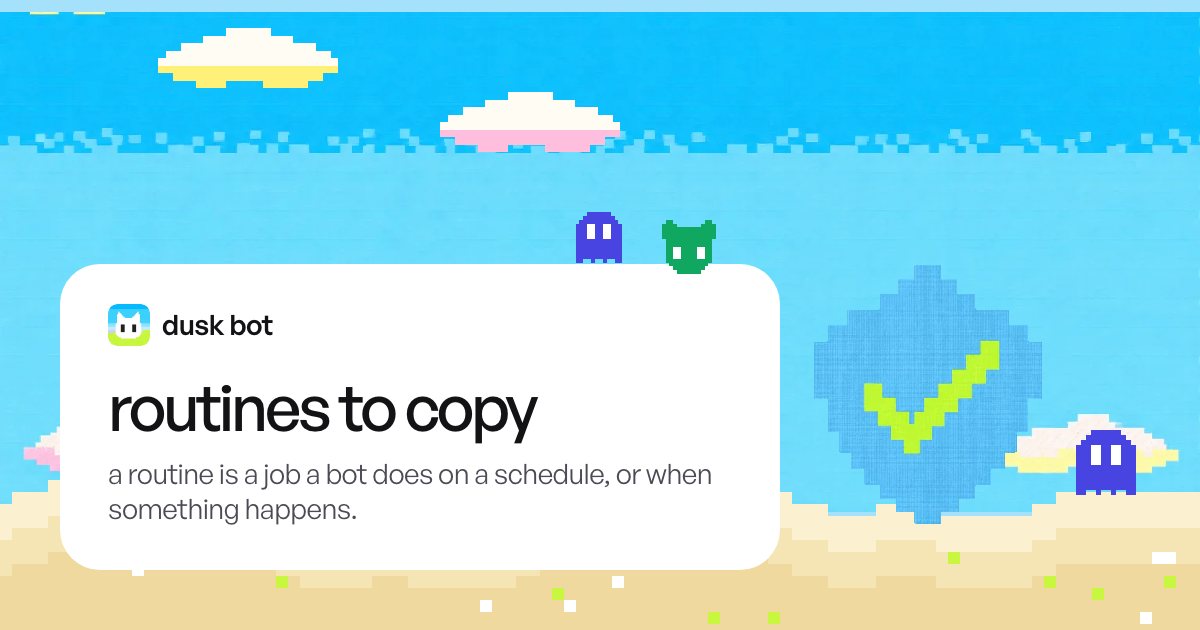 dusk bot
routines to copy
a routine is a job a bot does on a schedule, or when
something happens.